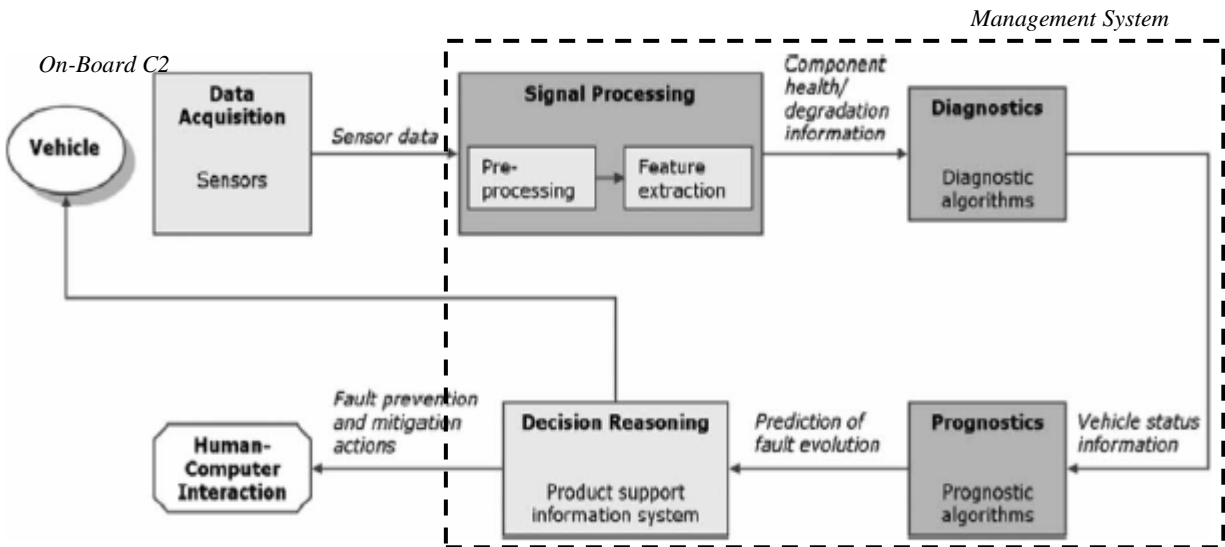 Management System
On-Board C2
Vehicle
Data
Acquisition
Sensors
Sensor data
Signal Processing
Pre-
processing
Feature
extraction
Component
health/
degradation
information
Diagnostics
Diagnostic
algorithms
Vehicle status
information
Prognostics
Prognostic
algorithms
Prediction of
fault evolution
Decision Reasoning
Product support
information system
Fault prevention
and mitigation
actions
Human-
Computer
Interaction